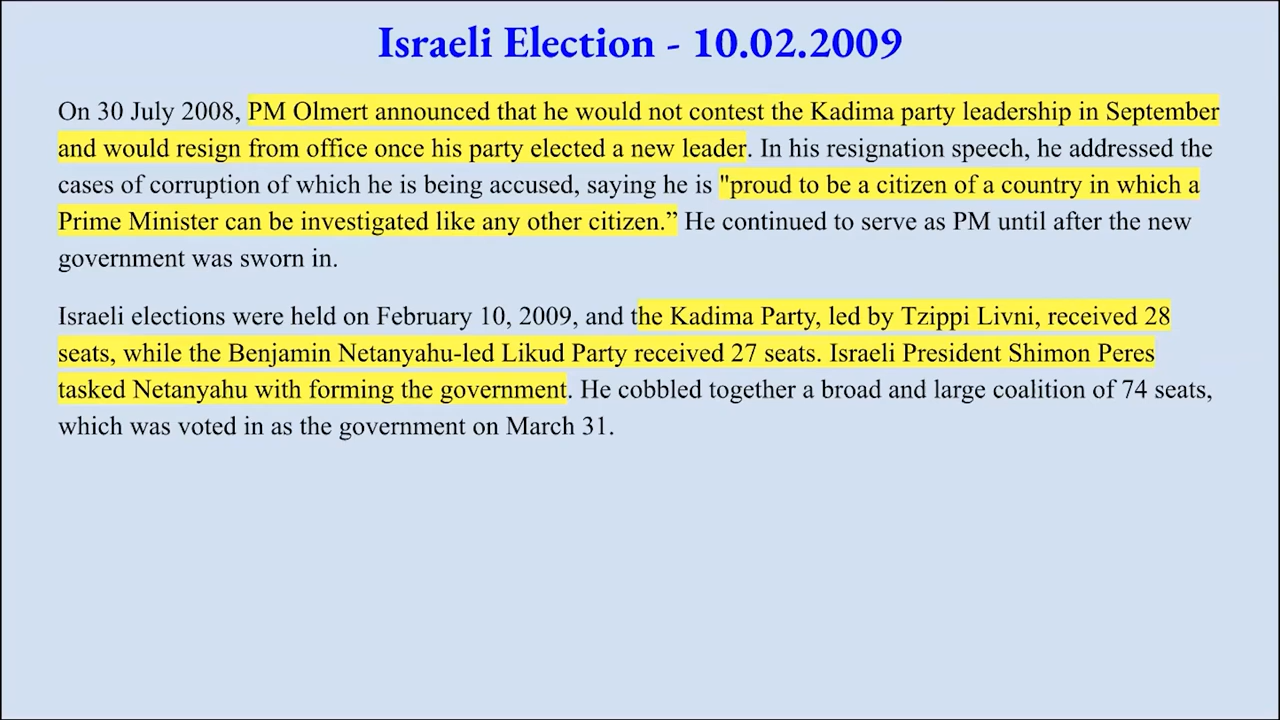 Israeli Election - 10.02.2009
On 30 July 2008, PM Olmert announced that he would not contest the Kadima party leadership in September
and would resign from office once his party elected a new leader. In his resignation speech, he addressed the
cases of corruption of which he is being accused, saying he is "proud to be a citizen of a country in which a
Prime Minister can be investigated like any other citizen.” He continued to serve as PM until after the new
government was sworn in.
Israeli elections were held on February 10, 2009, and the Kadima Party, led by Tzippi Livni, received 28
seats, while the Benjamin Netanyahu-led Likud Party received 27 seats. Israeli President Shimon Peres
tasked Netanyahu with forming the government. He cobbled together a broad and large coalition of 74 seats,
which was voted in as the government on March 31.